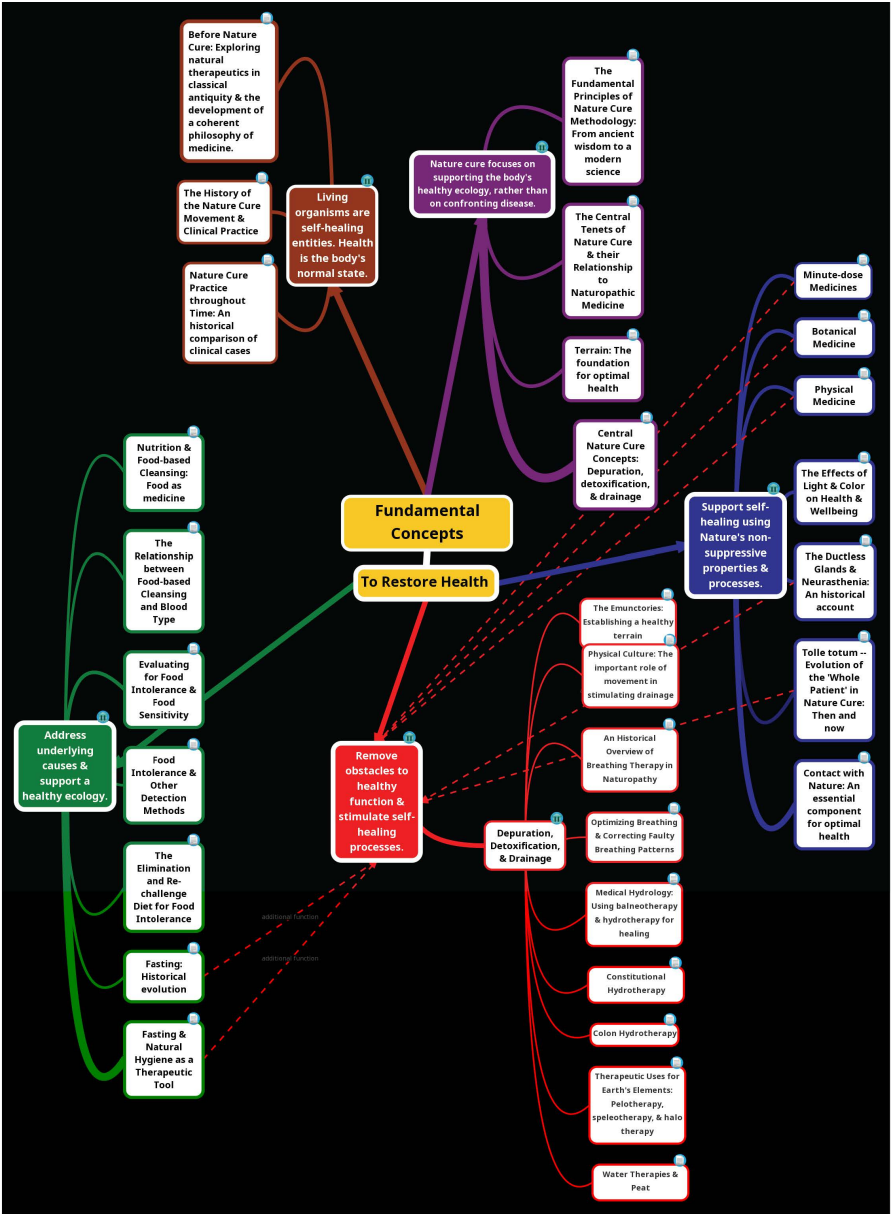 Before Nature
Cure: Exploring
natural
therapeutics in
classical
antiquity & the
development of
a coherent
philosophy of
medicine.
The History of
the Nature Cure
Movement &
Clinical Practice
Nature Cure
Practice
throughout
Time: An
historical
comparison of
clinical cases
Living
organisms are
self-healing
entities. Health
is the body's
normal state.
Nature cure focuses on
supporting the body's
healthy ecology, rather than
on confronting disease.
The
Fundamental
Principles of
Nature Cure
Methodology:
From ancient
wisdom to a
modern
science
The Central
Tenets of
Nature Cure
& their
Relationship
to
Naturopathic
Medicine
Terrain: The
foundation
for optimal
health
Central
Nature Cure
Concepts:
Depuration,
detoxification,
& drainage
Minute-dose
Medicines
Botanical
Medicine
Physical
Medicine
The Effects of
Light & Color
on Health &
Wellbeing
The Ductless
Glands &
Neurasthenia:
An historical
account
Tolle totum --
Evolution of
the 'Whole
Patient' in
Nature Cure:
Then and
now
Contact with
Nature: An
essential
component
for optimal
health
Support self-
healing using
Nature's non-
suppressive
properties &
processes.
Fundamental
Concepts
To Restore Health
Nutrition &
Food-based
Cleansing:
Food as
medicine
The
Relationship
between
Food-based
Cleansing
and Blood
Type
Evaluating
for Food
Intolerance &
Food
Sensitivity
Food
Intolerance &
Other
Detection
Methods
The
Elimination
and Re-
challenge
Diet for Food
Intolerance
Fasting:
Historical
evolution
Fasting &
Natural
Hygiene as a
Therapeutic
Tool
Address
underlying
causes &
support a
healthy ecology.
additional function
additional function
Remove
obstacles to
healthy
function &
stimulate self-
healing
processes.
Depuration,
Detoxification,
& Drainage
The Emunctories:
Establishing a healthy
terrain
Physical Culture: The
important role of
movement in
stimulating drainage
An Historical
Overview of
Breathing Therapy in
Naturopathy
Optimizing Breathing
& Correcting Faulty
Breathing Patterns
Medical Hydrology:
Using balneotherapy
& hydrotherapy for
healing
Constitutional
Hydrotherapy
Colon Hydrotherapy
Therapeutic Uses for
Earth's Elements:
Pelotherapy,
speleotherapy, & halo
therapy
Water Therapies &
Peat